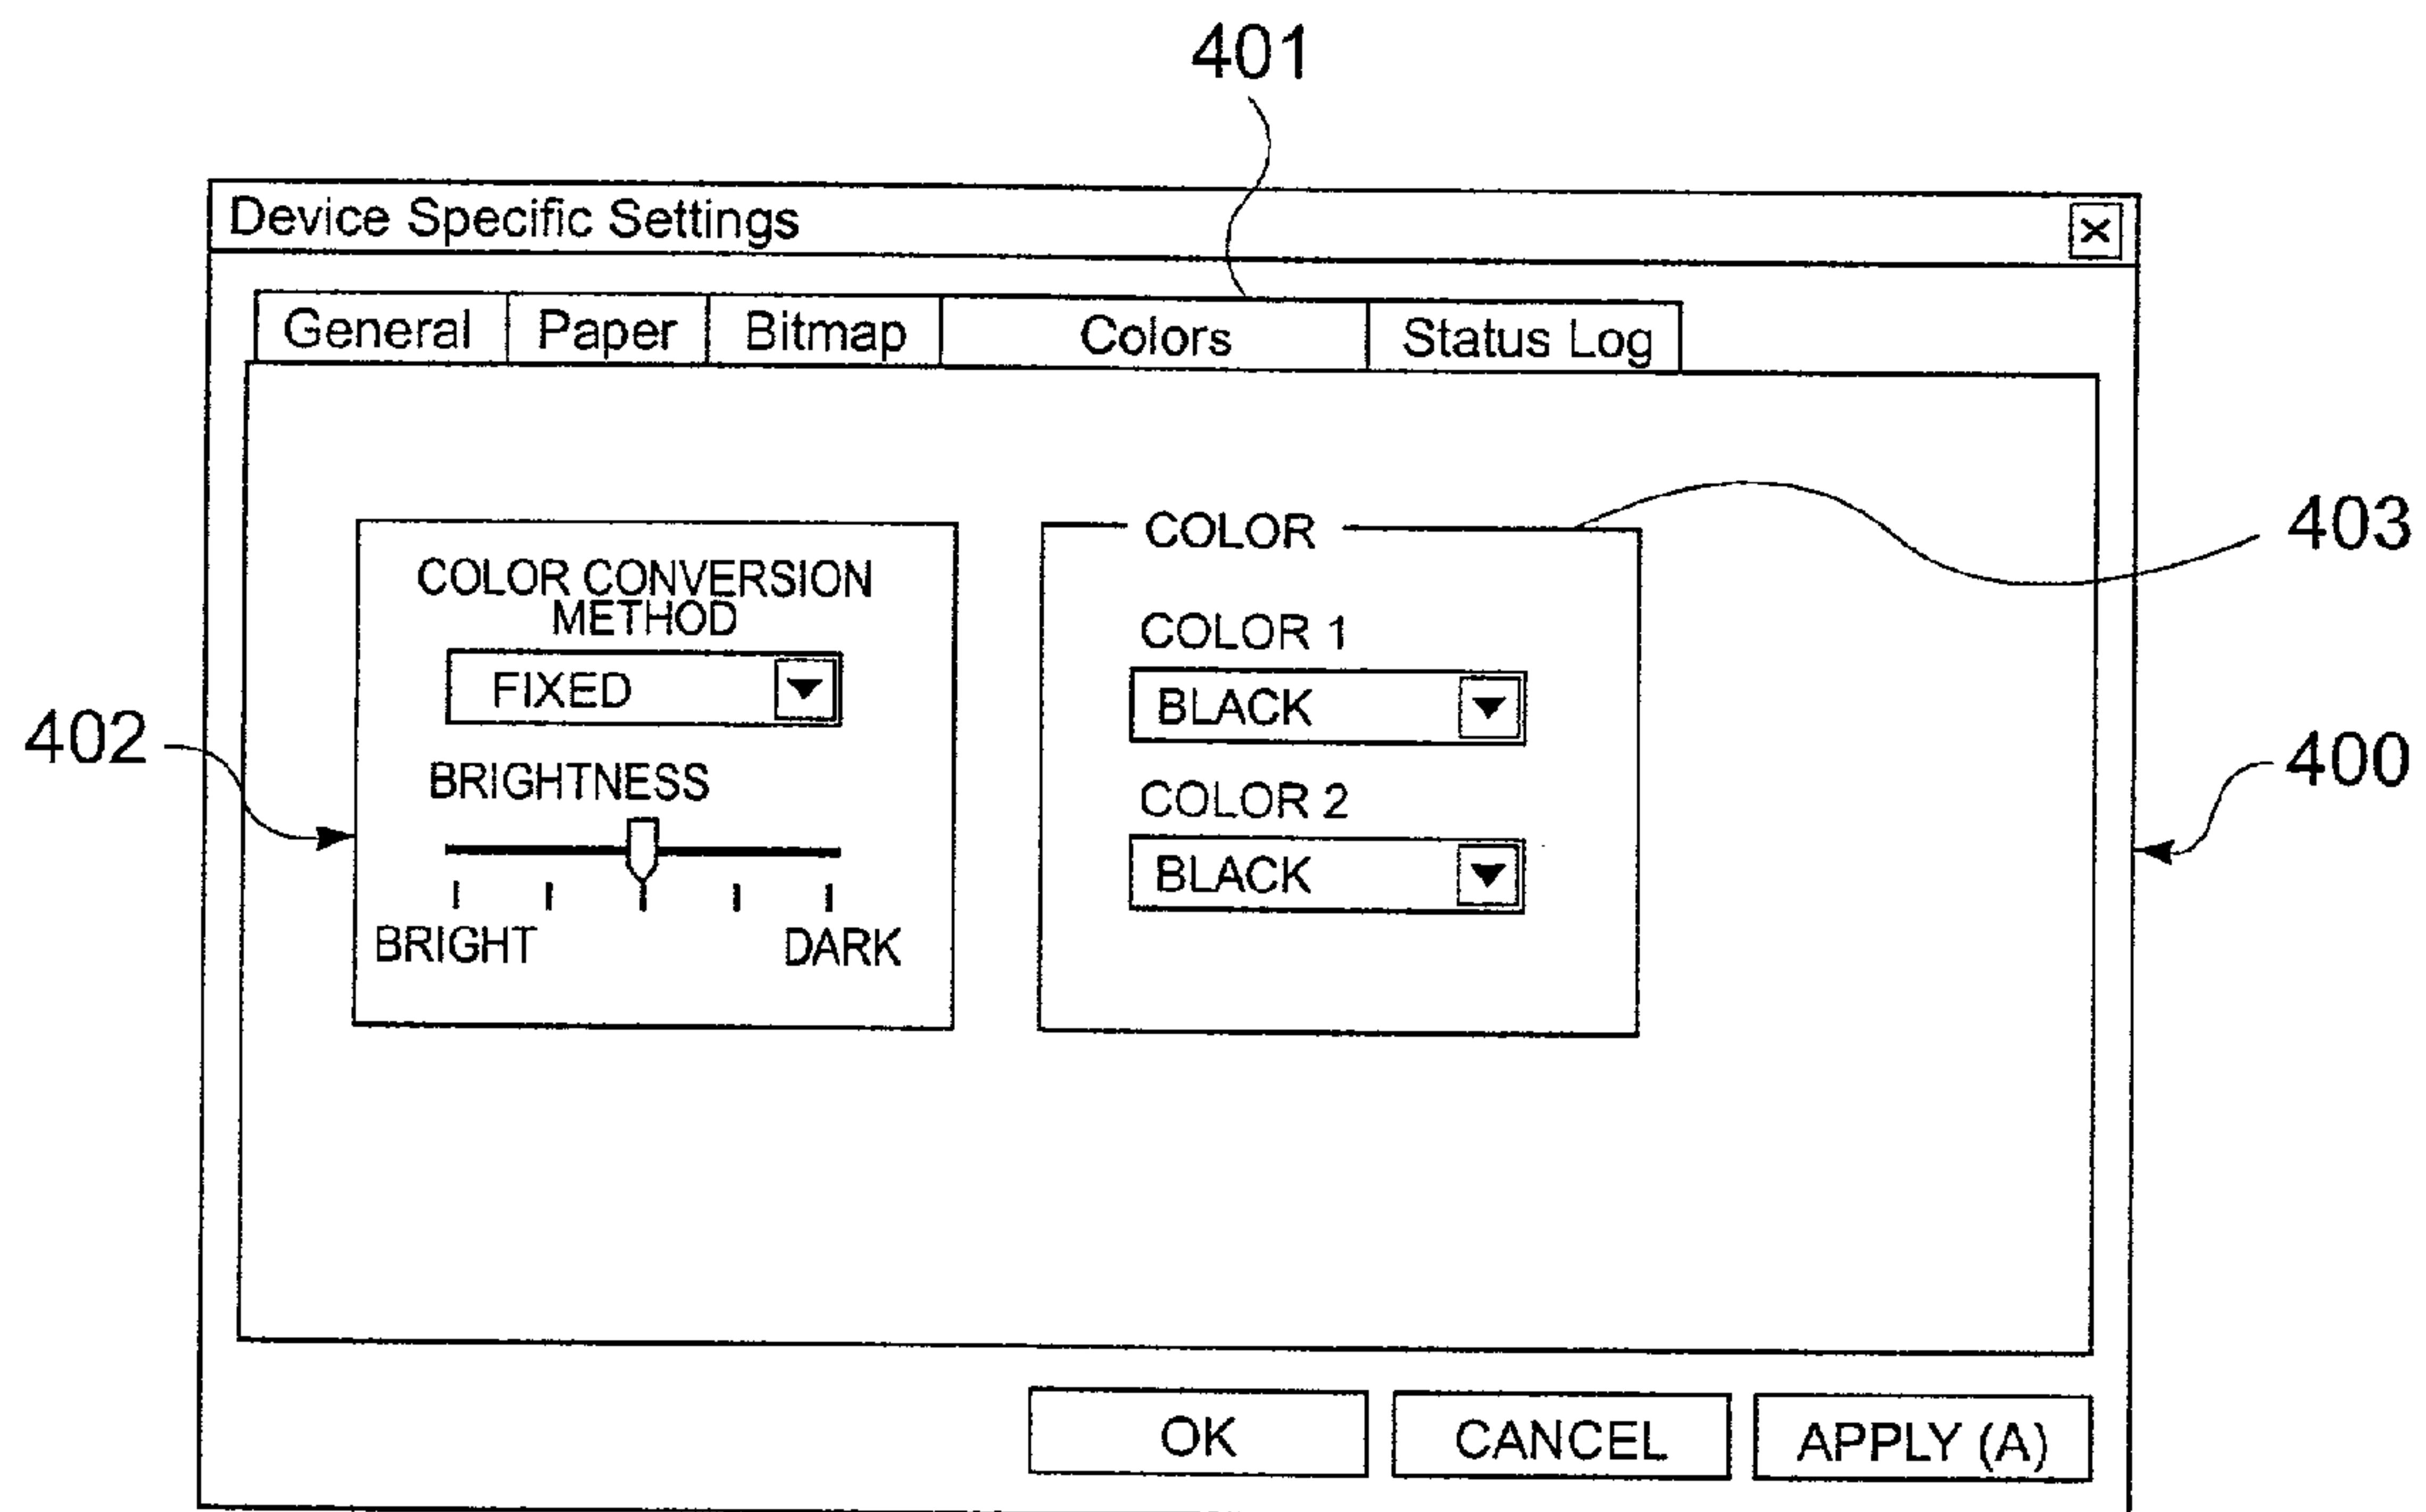 401
Device Specific Settings
General Paper Bitmap Colors Status Log
COLOR CONVERSION
METHOD
FIXED
BRIGHTNESS
BRIGHT DARK
COLOR
COLOR 1
BLACK
COLOR 2
BLACK
403
402
400
OK CANCEL APPLY (A)